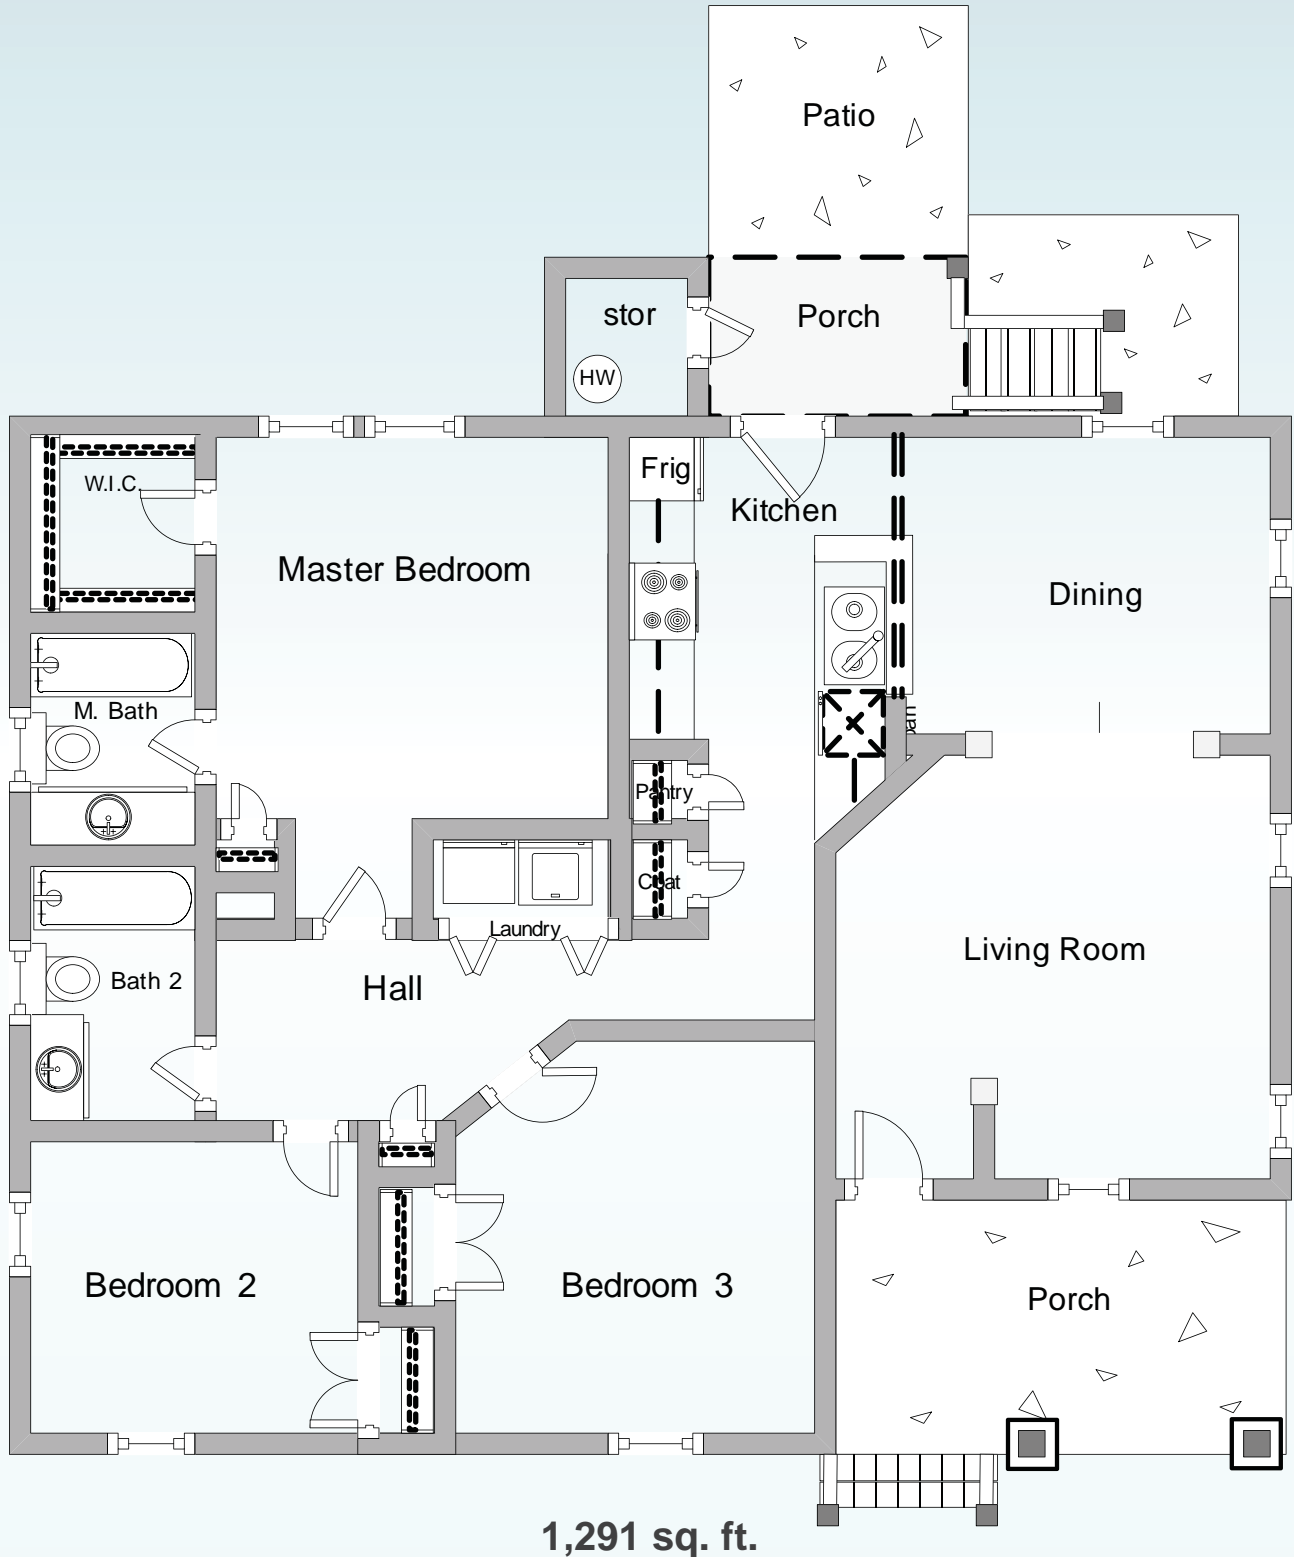 Patio
stor
Porch
HW
Frig
W.I.C.
Kitchen
Master Bedroom
Dining
M. Bath
Pantry
Coat
Laundry
Living Room
Bath 2
Hall
Bedroom 2
Bedroom 3
Porch
1,291 sq. ft.